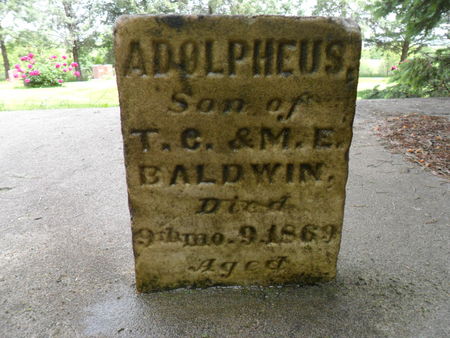 ADOLPHEUS,
Son of
T. C. & M. E.
BALDWIN.
Died
9th mo. 9. 1869
Aged